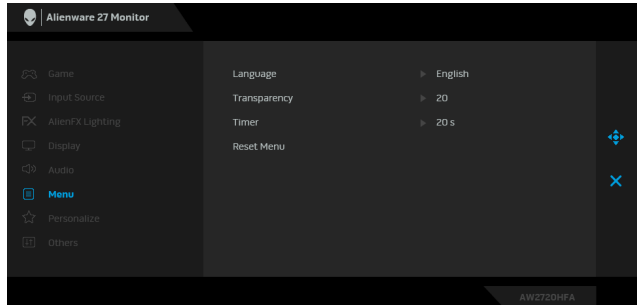 Alienware 27 Monitor
Game
Input Source
AlienFX Lighting
Display
Audio
Menu
Personalize
Others
Language English
Transparency 20
Timer 20 s
Reset Menu
AW2720HFA